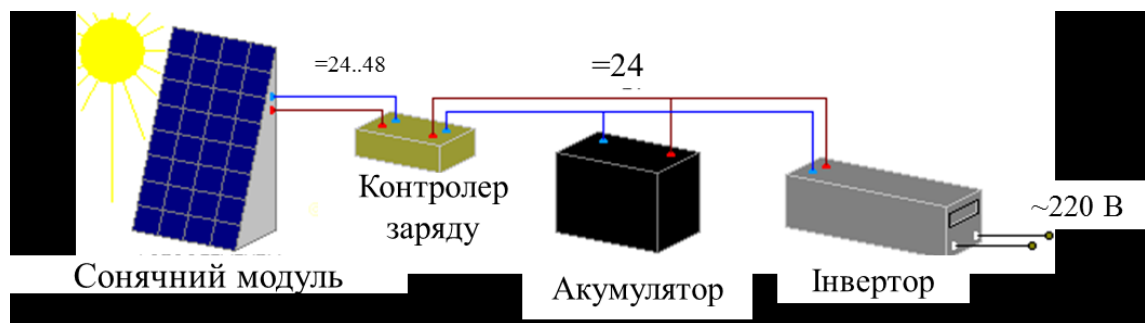 =24..48
=24
Контролер
заряду
~220 В
Сонячний модуль
Акумулятор
Інвертор